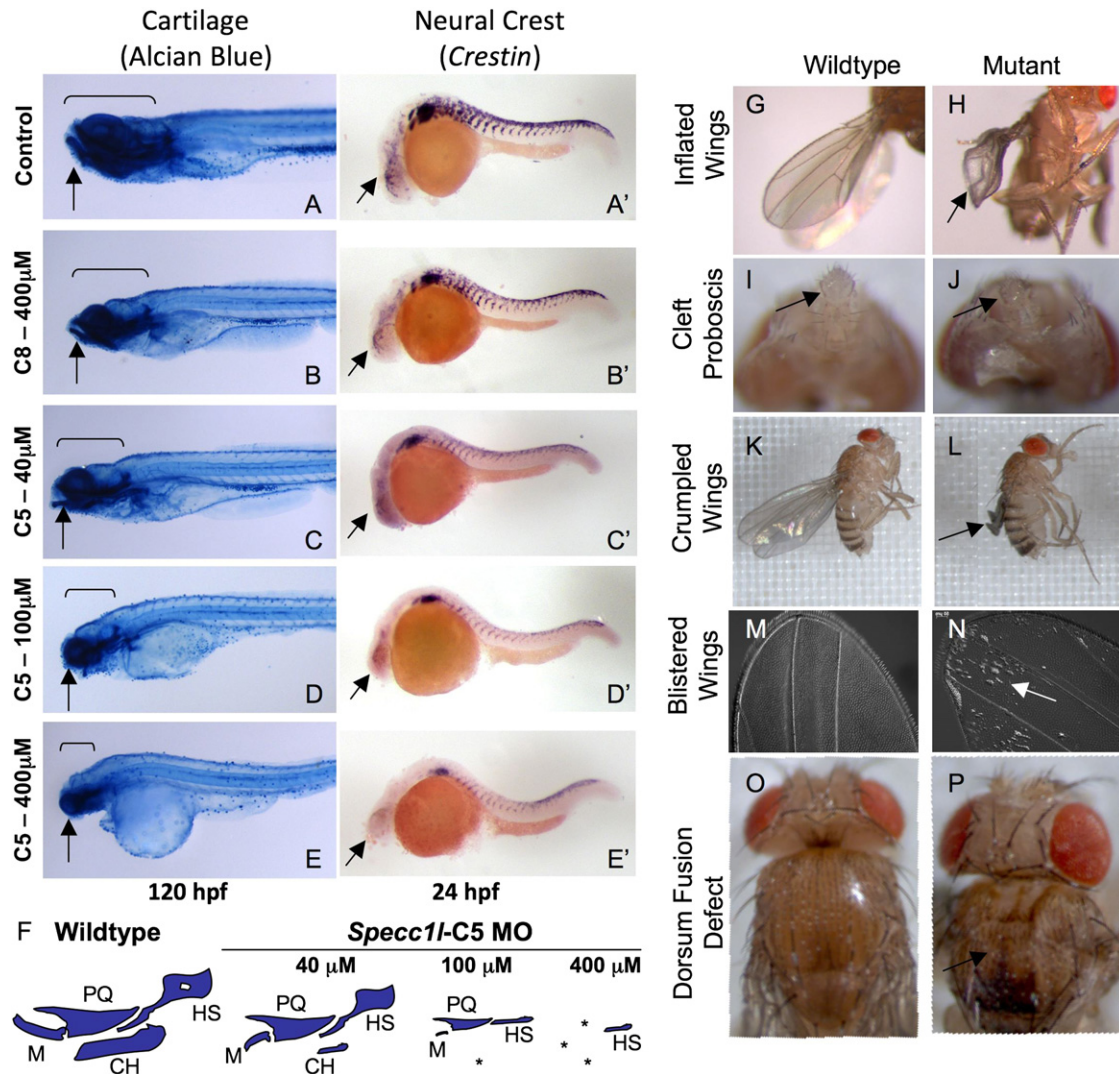 Cartilage
(Alcian Blue)
Neural Crest
(Crestin)
Control
A
A'
C8 – 400μM
B
B'
C5 – 40μM
C
C'
C5 – 100μM
D
D'
C5 – 400μM
E
E'
120 hpf
24 hpf
F
Wildtype
Specc1l-C5 MO
40 μM
100 μM
400 μM
PQ
HS
M
CH
PQ
HS
M
CH
PQ
HS
M
*
*
*
*
*
HS
Wildtype
Mutant
Inflated
Wings
G
H
Cleft
Proboscis
I
J
Crumpled
Wings
K
L
Blistered
Wings
M
N
Dorsum Fusion
Defect
O
P